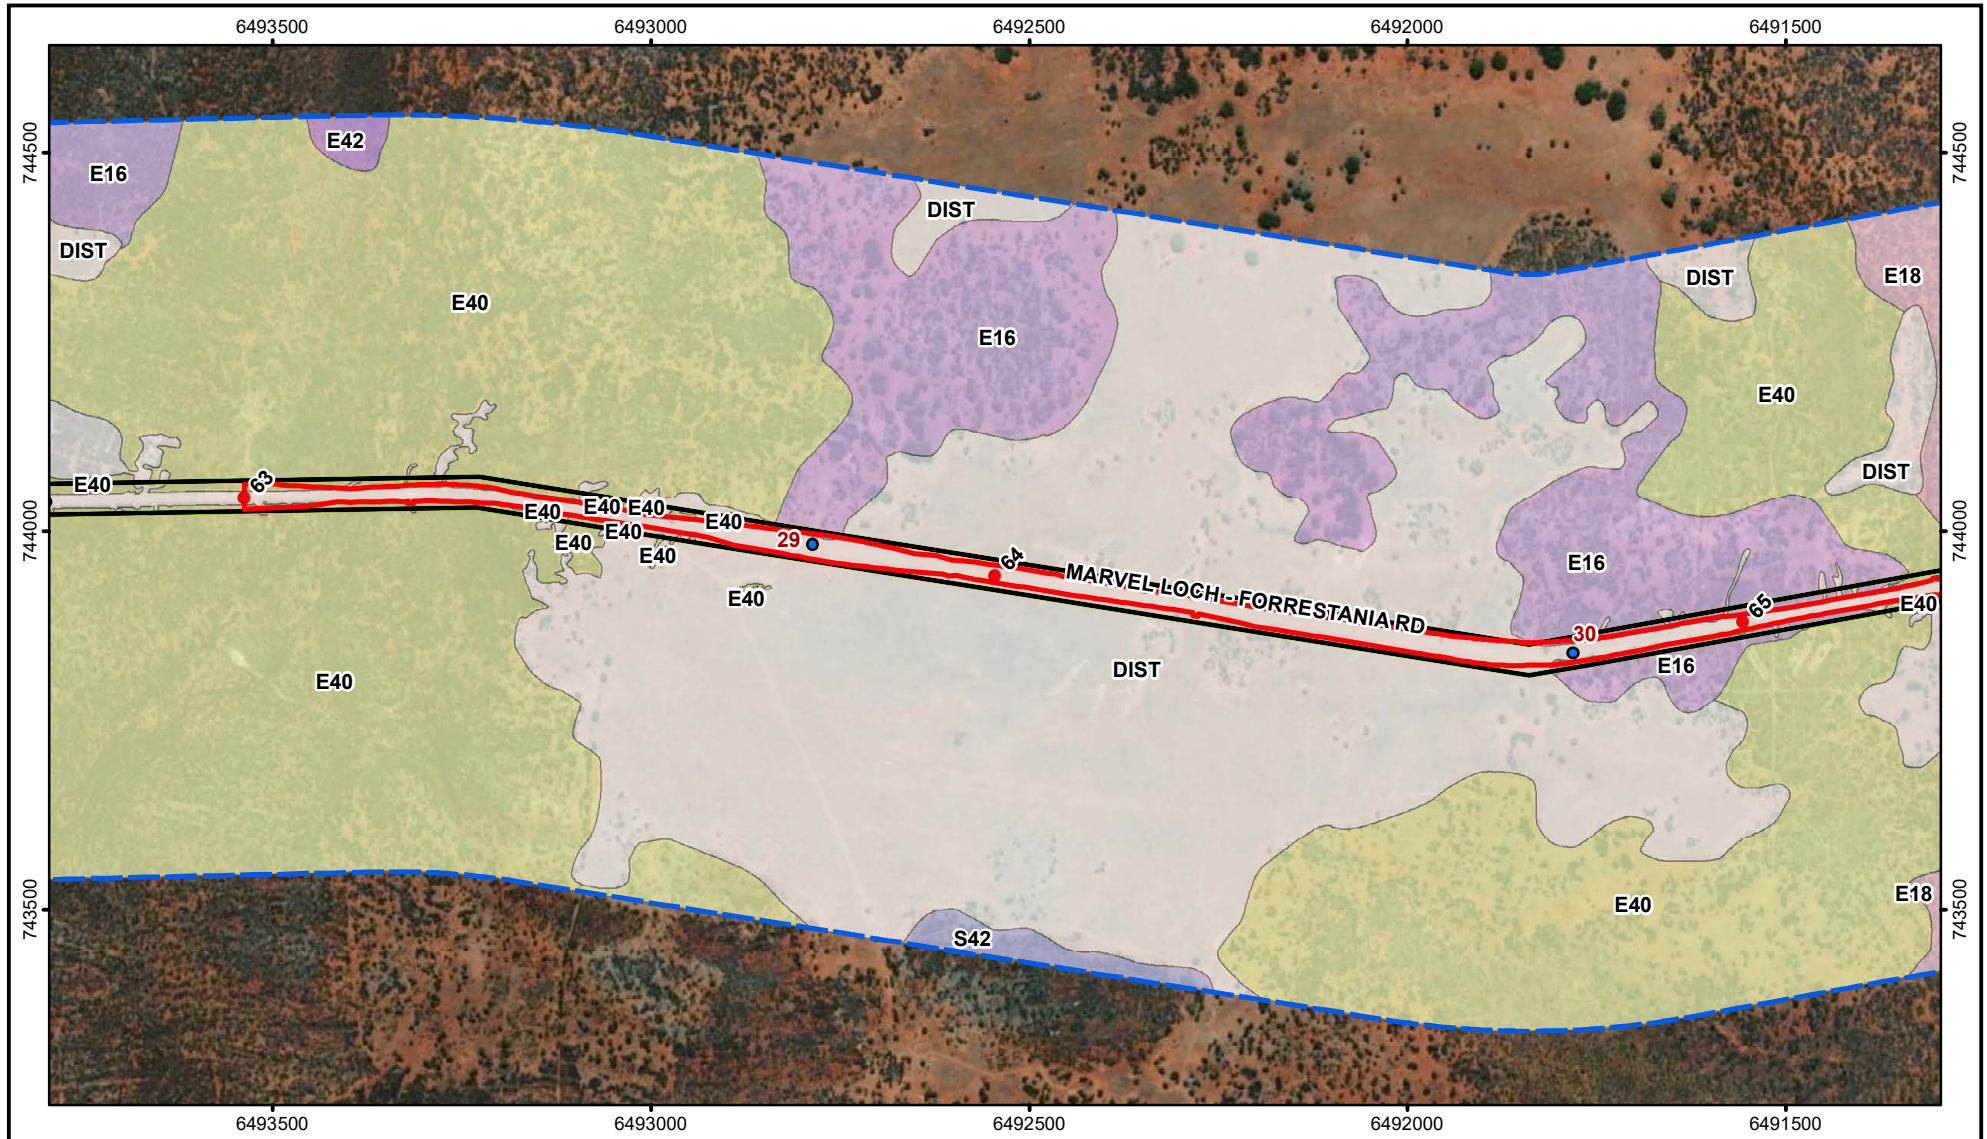 6493500 6493000 6492500 6492000 6491500
744500 744500
E42
E16
DIST
DIST
E18
DIST
E40
E16
E40
DIST
E40
63
E40 E40
E40
E40
E40
29
E40
E40
64
E16
744000 744000
MARVEL LOCH - FORRESTANIA RD
E40
65
E40
30
E16
DIST
E40
E18
E40
743500 743500
S42
6493500 6493000 6492500 6492000 6491500